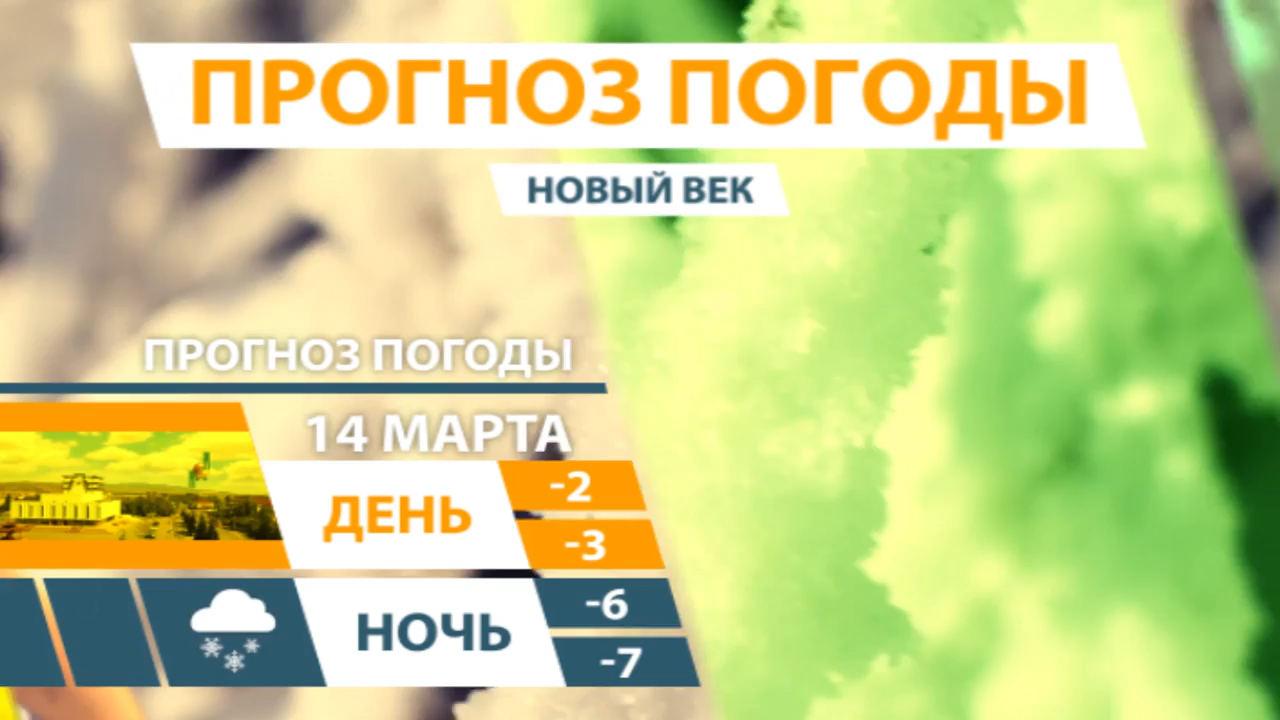 ПРОГНОЗ ПОГОДЫ
НОВЫЙ ВЕК
ПРОГНОЗ ПОГОДЫ
14 МАРТА
ДЕНЬ
-2
-3
НОЧЬ
-6
-7